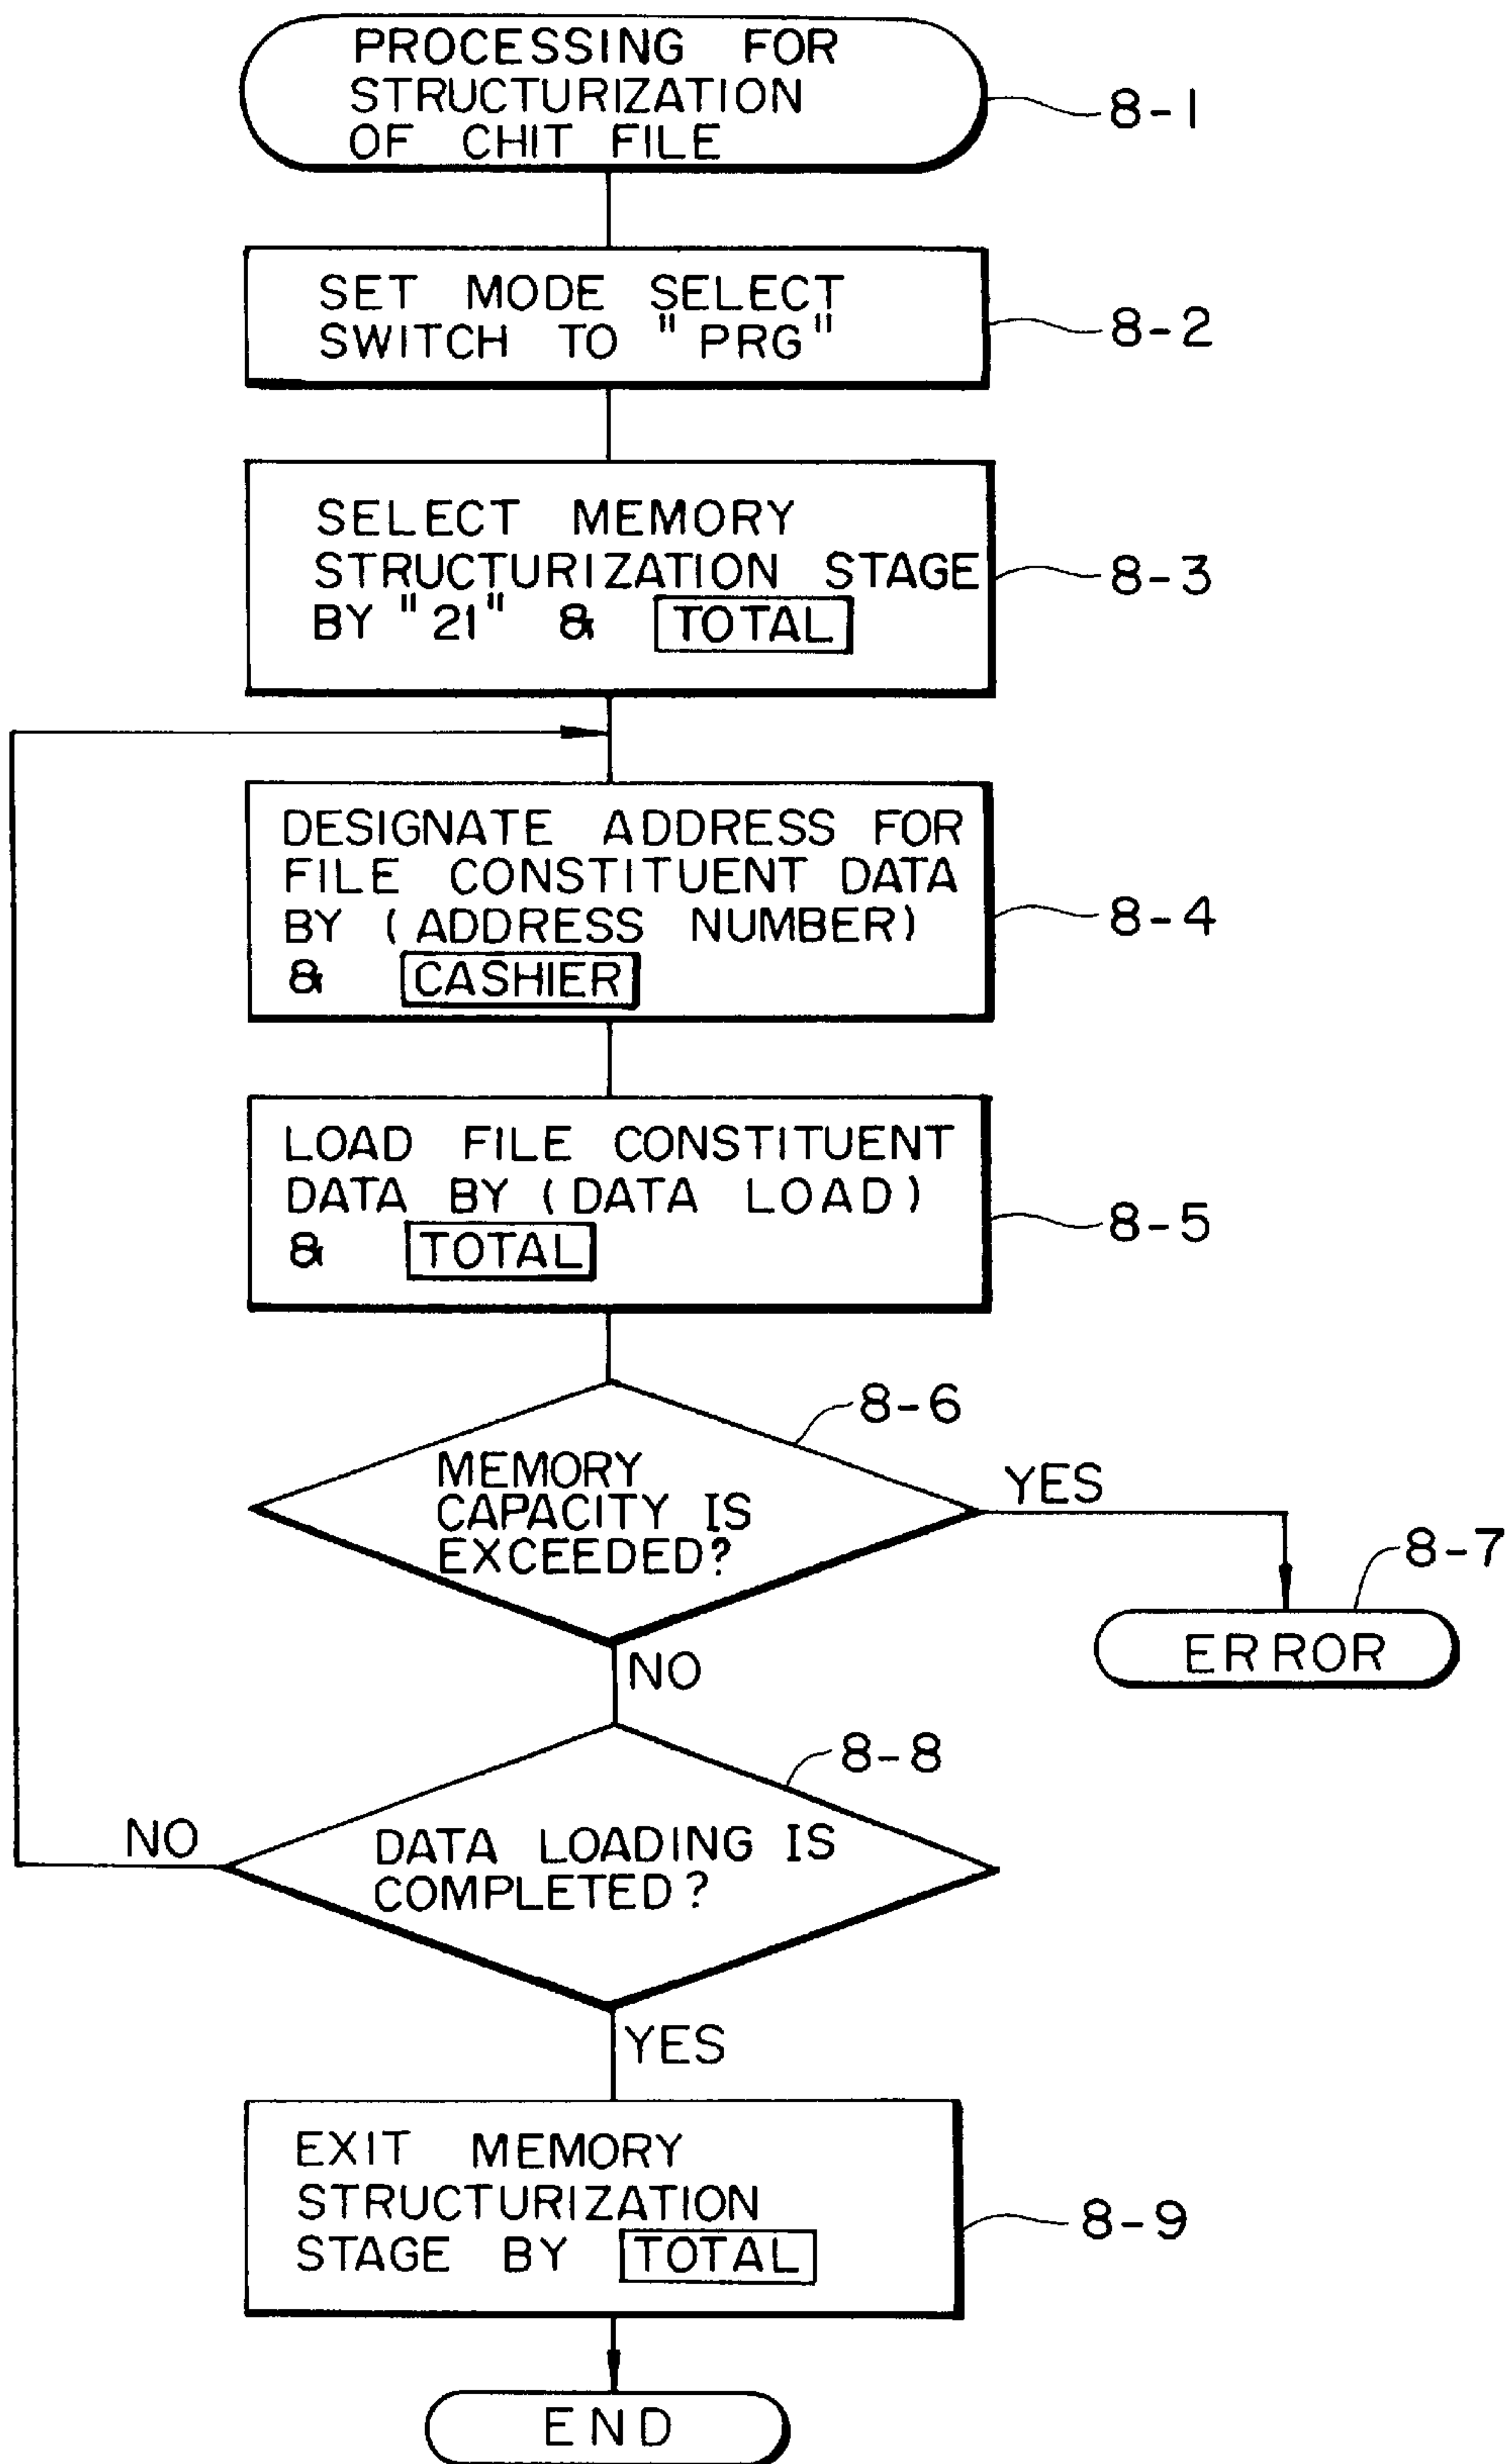 PROCESSING FOR
STRUCTURIZATION
OF CHIT FILE
8-1
SET MODE SELECT
SWITCH TO "PRG"
8-2
SELECT MEMORY
STRUCTURIZATION STAGE
BY "21" & TOTAL
8-3
DESIGNATE ADDRESS FOR
FILE CONSTITUENT DATA
BY (ADDRESS NUMBER)
& CASHIER
8-4
LOAD FILE CONSTITUENT
DATA BY (DATA LOAD)
& TOTAL
8-5
8-6
MEMORY
CAPACITY IS
EXCEEDED?
YES
8-7
ERROR
NO
8-8
DATA LOADING IS
COMPLETED?
NO
YES
EXIT MEMORY
STRUCTURIZATION
STAGE BY TOTAL
8-9
END